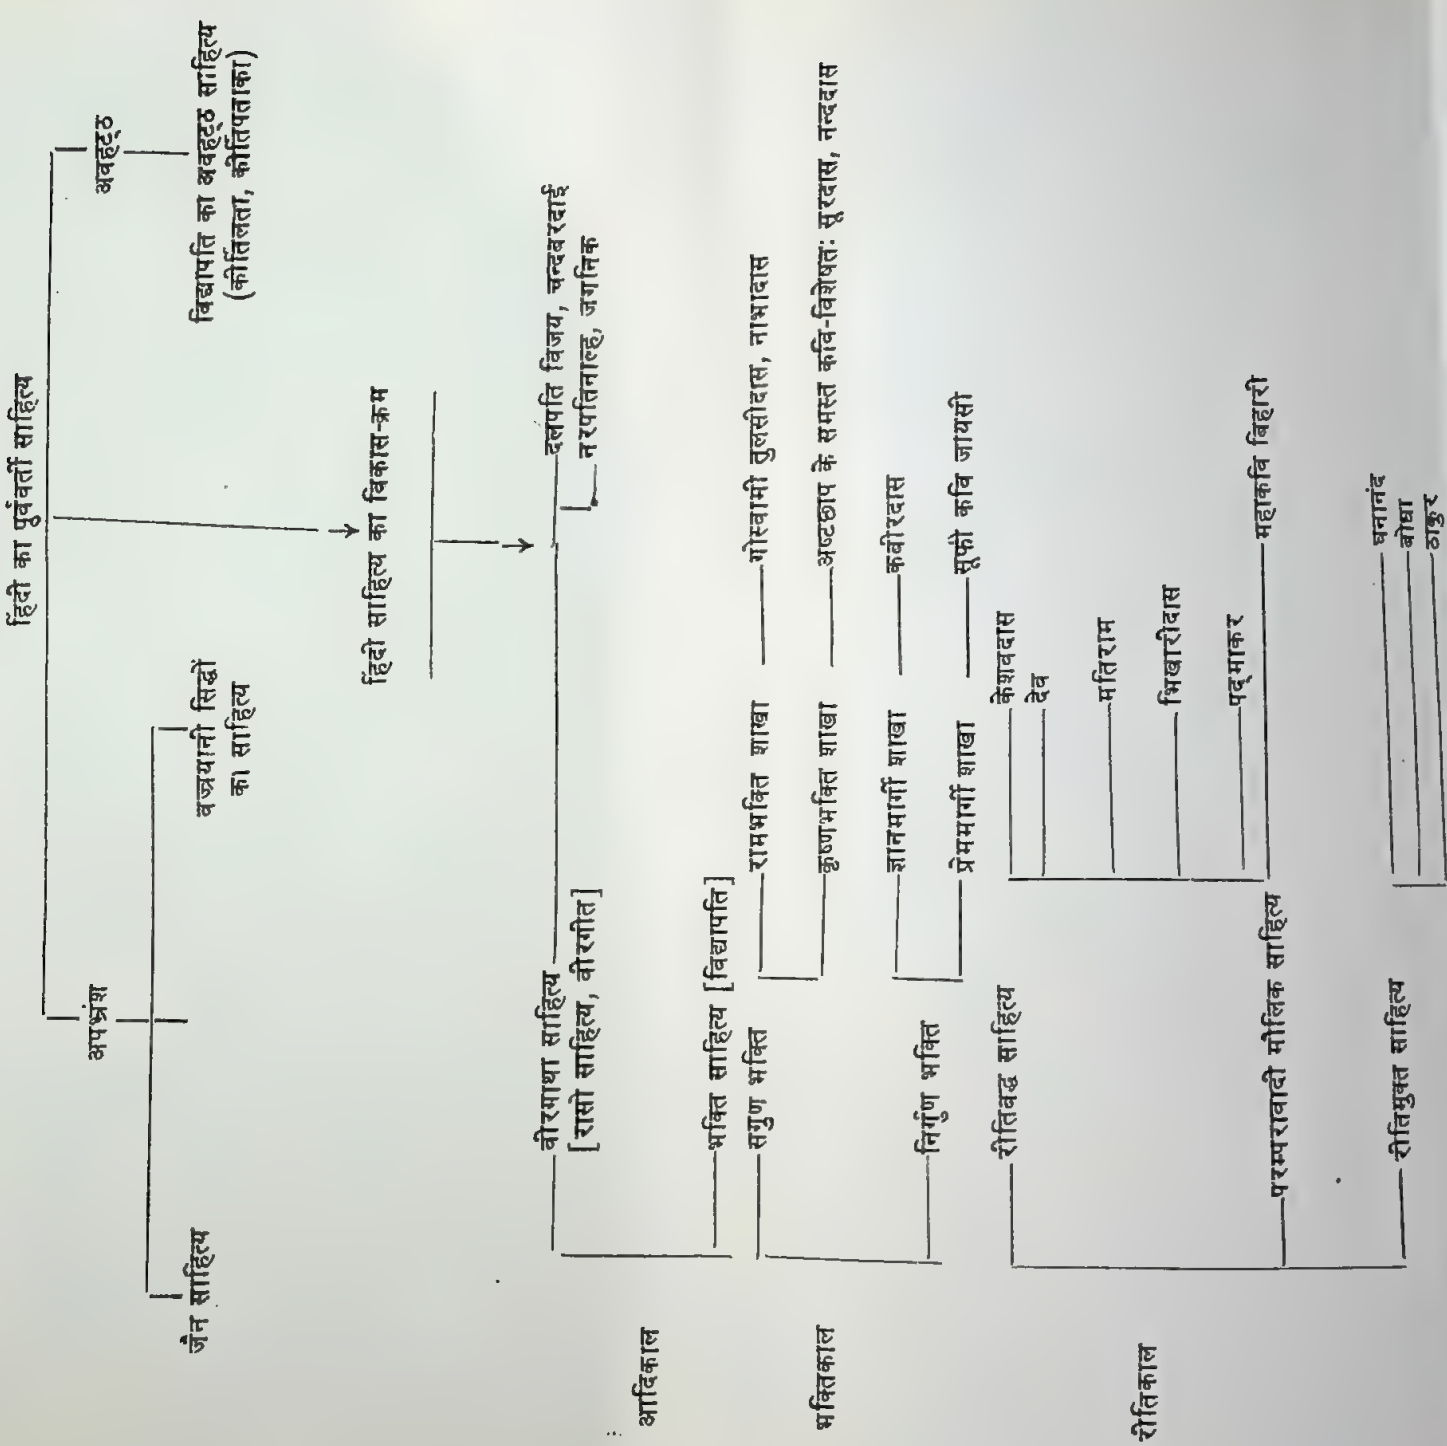 हिंदी का पूर्ववर्ती साहित्य
अपभ्रंश
अवहट्ठ
जैन साहित्य
वज्रयानी सिद्धों
का साहित्य
विद्यापति का अवहट्ठ साहित्य
(कीर्तिलता, कीर्तिपताका)
हिंदी साहित्य का विकास-क्रम
आदिकाल
वीरगाथा साहित्य
[रासो साहित्य, वीरगीत]
दलपति विजय, चन्दवरदाई
नरपतिनाल्ह, जगनिक
भक्ति साहित्य [विद्यापति]
भक्तिकाल
सगुण भक्ति
रामभक्ति शाखा
गोस्वामी तुलसीदास, नाभादास
कृष्णभक्ति शाखा
अष्टछाप के समस्त कवि-विशेषतः सूरदास, नन्ददास
निर्गुण भक्ति
ज्ञानमार्गी शाखा
कबीरदास
प्रेममार्गी शाखा
सूफी कवि जायसी
रीतिकाल
रीतिबद्ध साहित्य
केशवदास
देव
मतिराम
भिखारीदास
पद्माकर
परम्परावादी मौलिक साहित्य
महाकवि बिहारी
रीतिमुक्त साहित्य
घनानंद
बोधा
ठाकुर